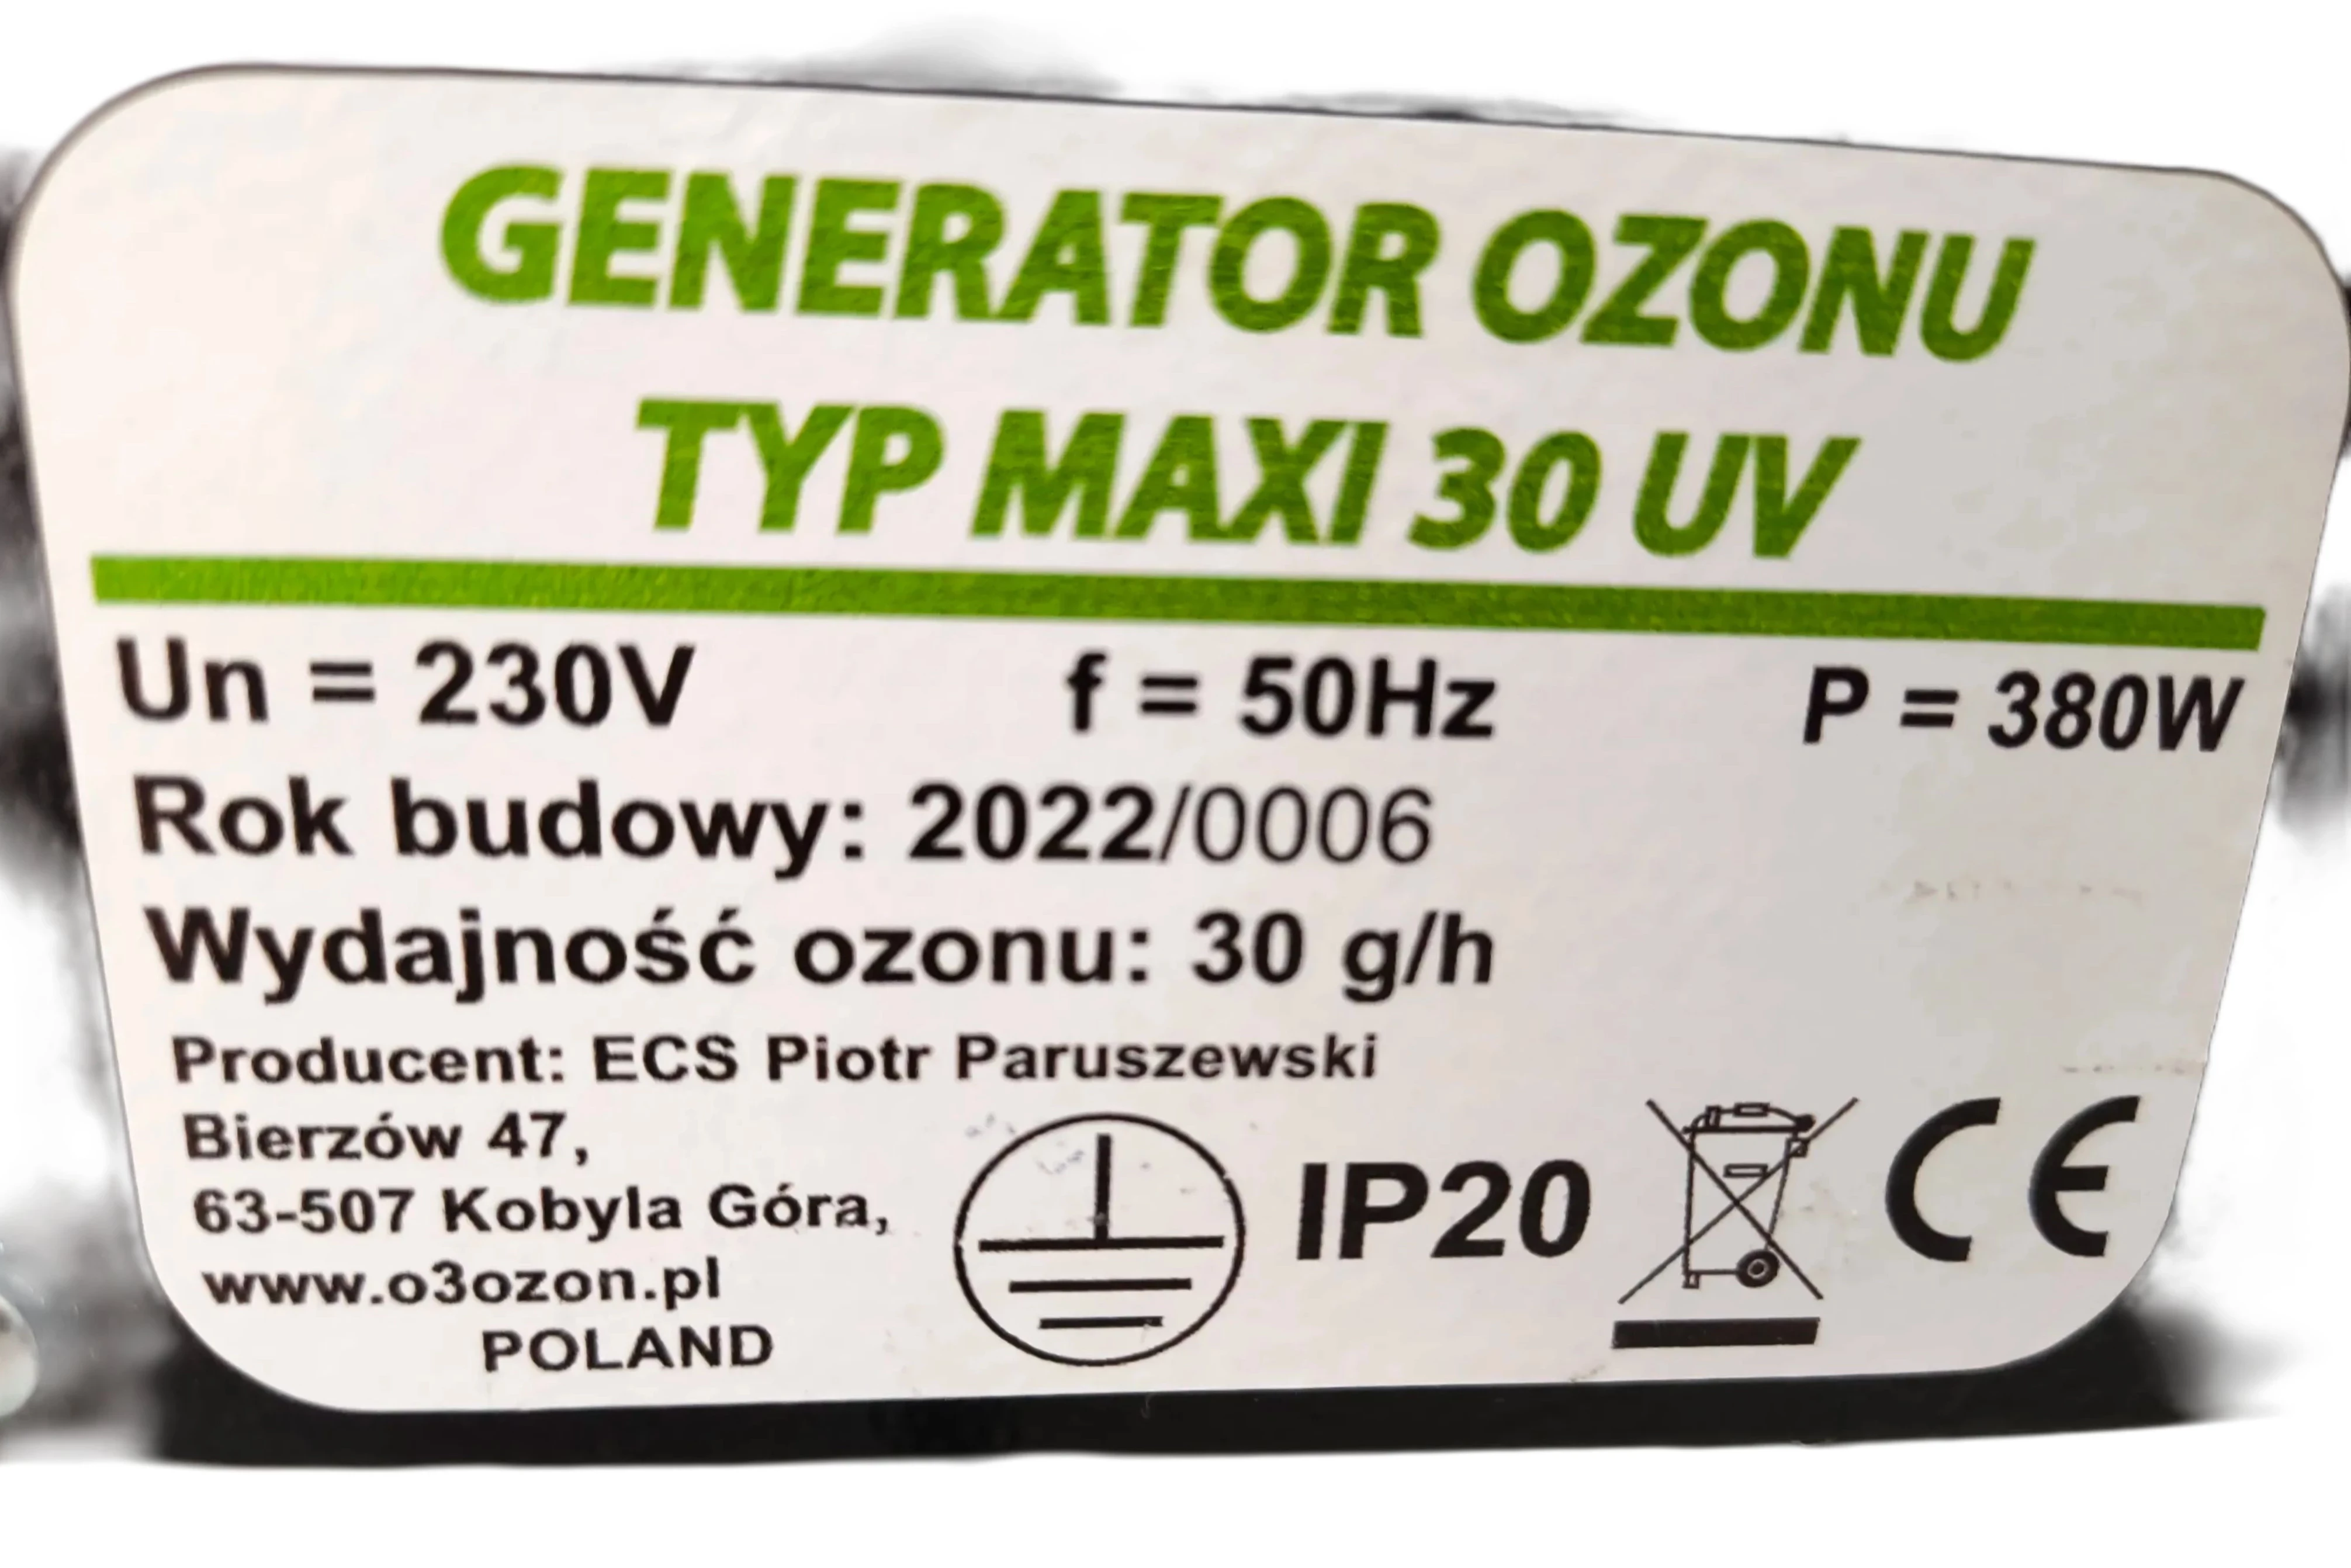 GENERATOR OZONU
TYP MAXI 30 UV
Un = 230V f = 50Hz P = 380W
Rok budowy: 2022/0006
Wydajność ozonu: 30 g/h
Producent: ECS Piotr Paruszewski
Bierzów 47,
63-507 Kobyla Góra,
www.o3ozon.pl
POLAND
IP20
CE